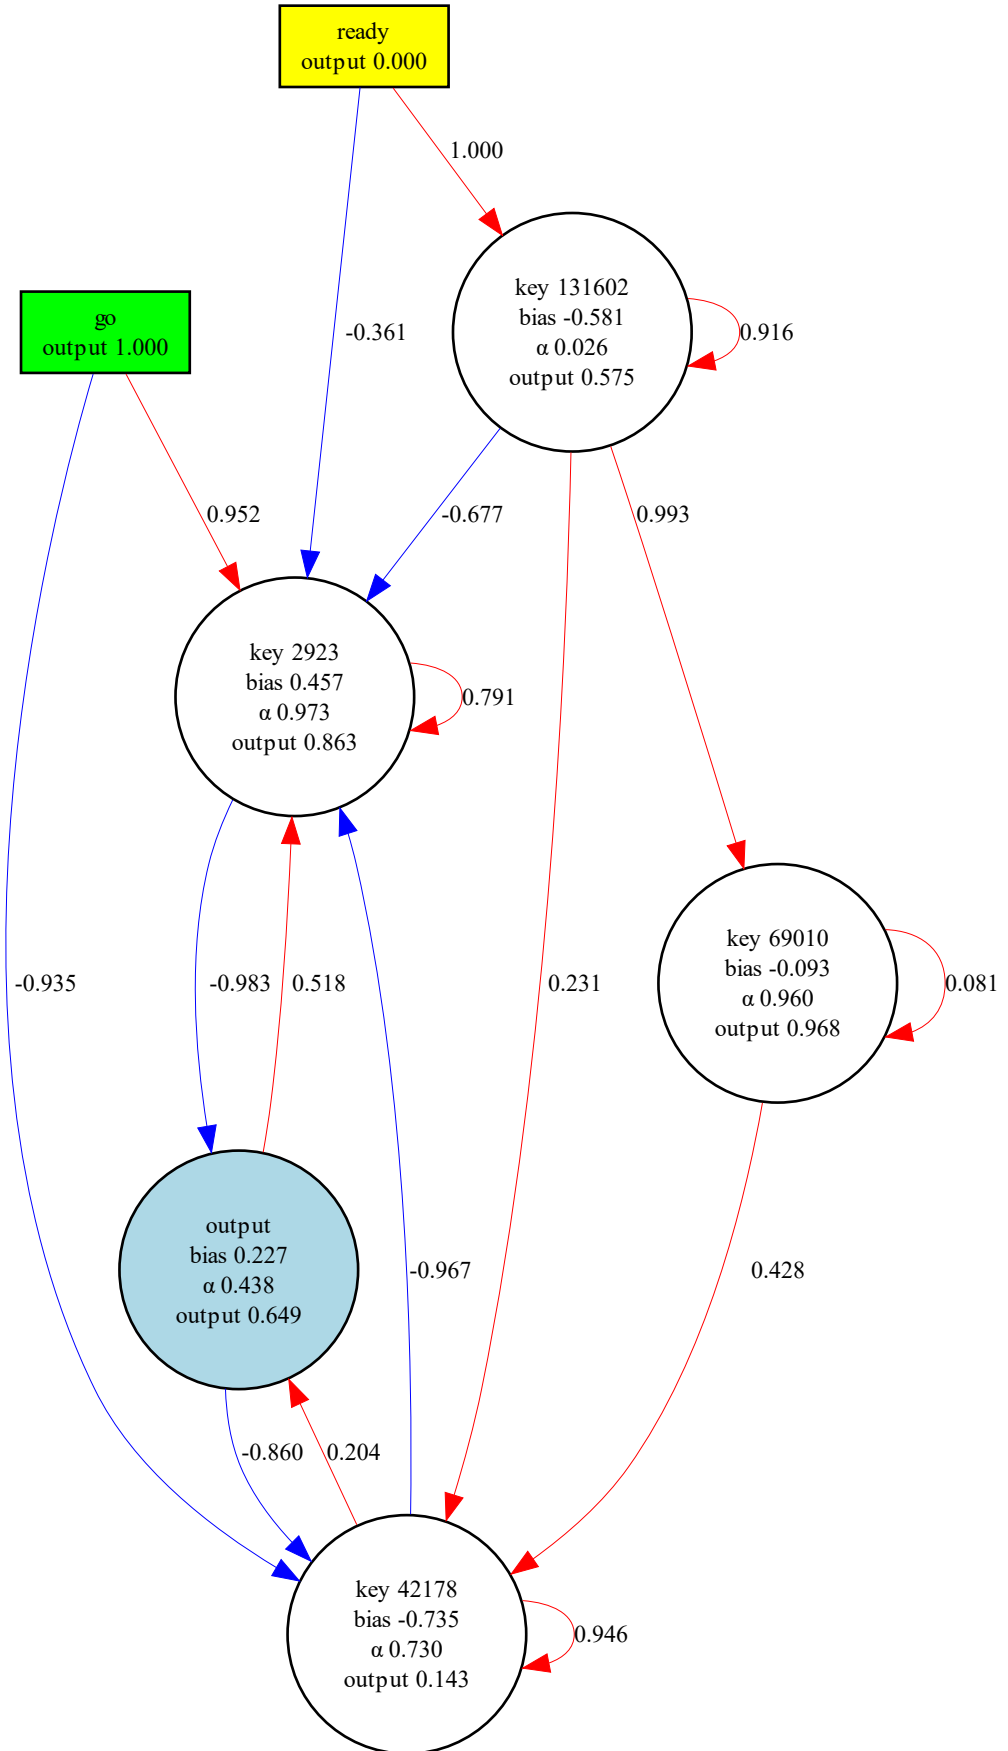 ready
output 0.000
1.000
key 131602
bias -0.581
α 0.026
output 0.575
0.916
go
output 1.000
-0.361
0.952
-0.677
0.993
key 2923
bias 0.457
α 0.973
output 0.863
0.791
key 69010
bias -0.093
α 0.960
output 0.968
0.081
-0.935
-0.983
0.518
0.231
output
bias 0.227
α 0.438
output 0.649
-0.967
0.428
-0.860
0.204
key 42178
bias -0.735
α 0.730
output 0.143
0.946